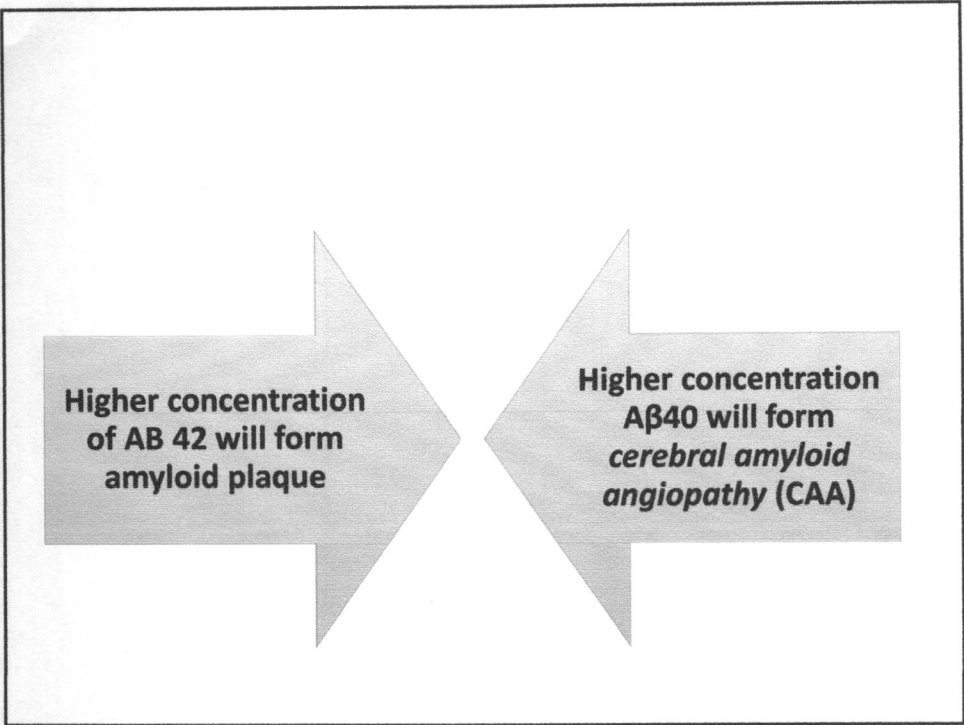 Higher concentration
of AB 42 will form
amyloid plaque
Higher concentration
Aβ40 will form
cerebral amyloid
angiopathy (CAA)